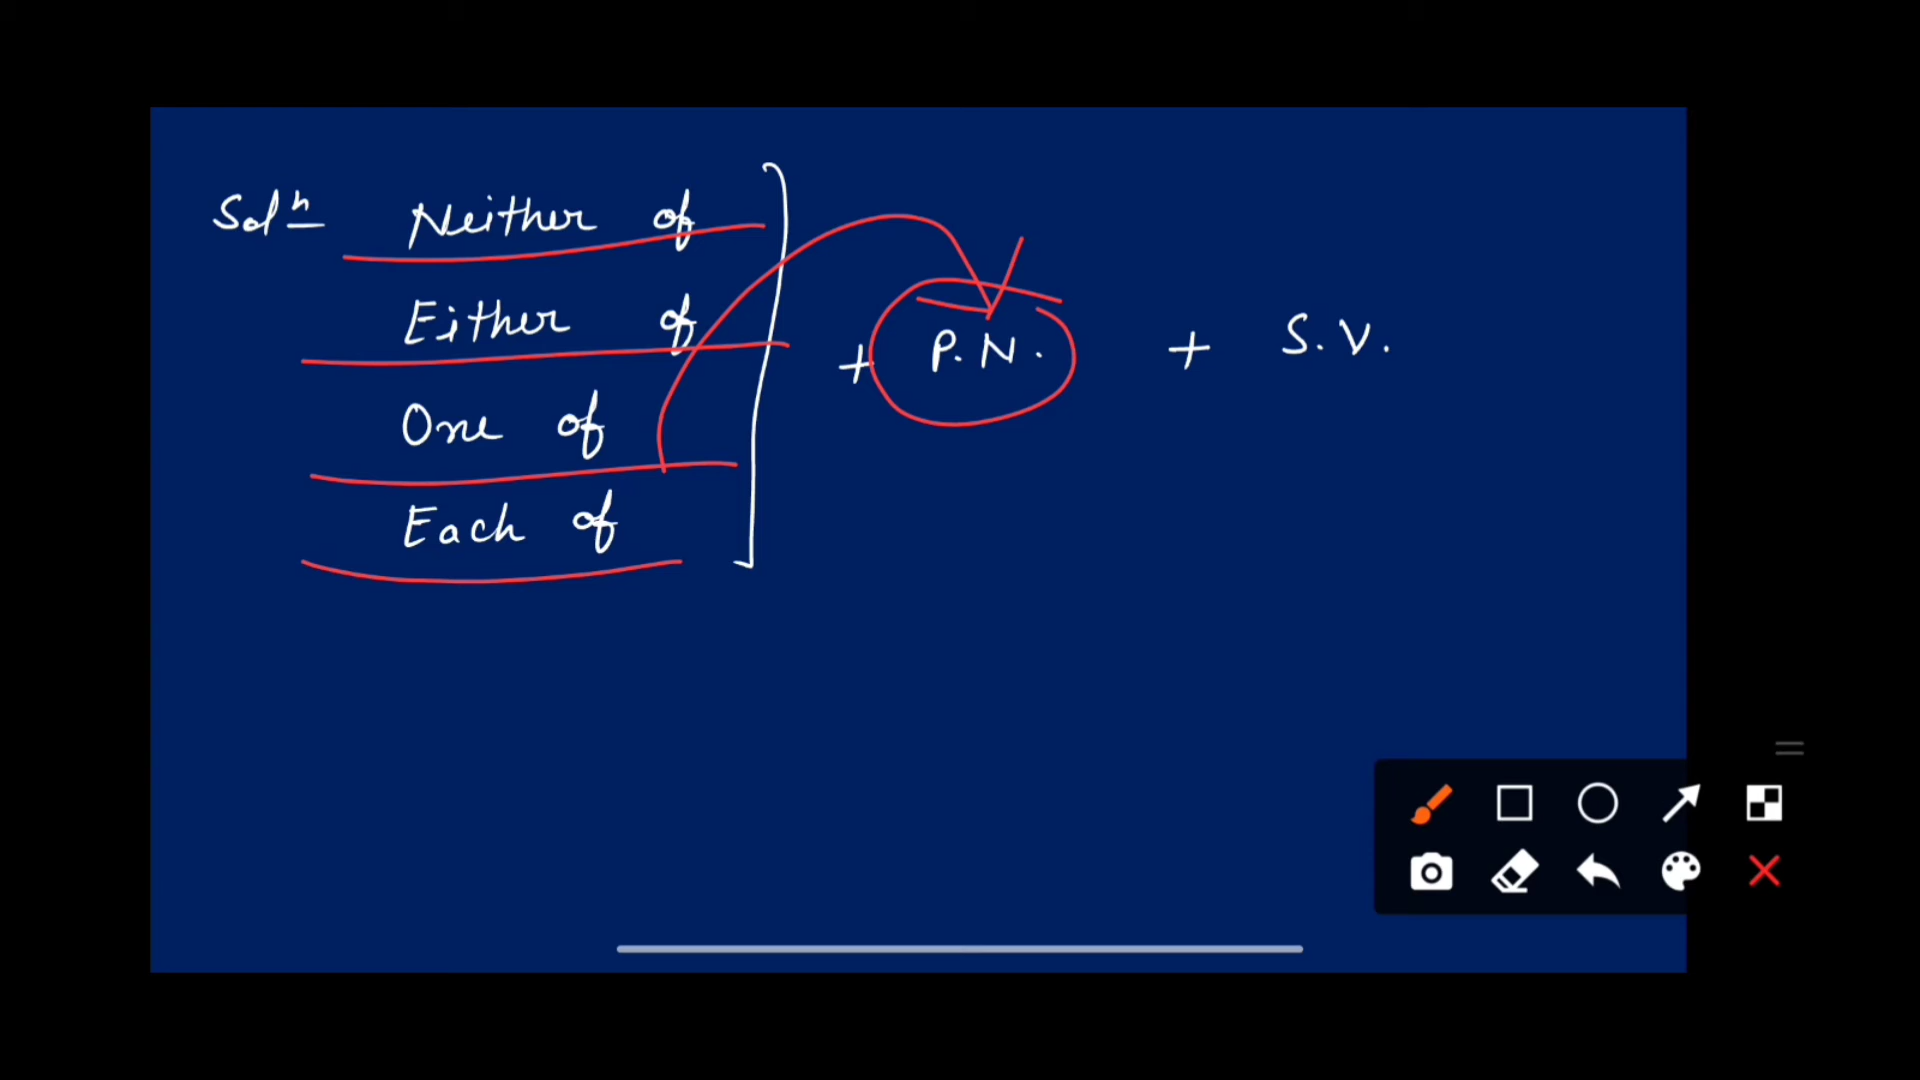 Solⁿ Neither of
Either of
+ P.N. + S.V.
One of
Each of